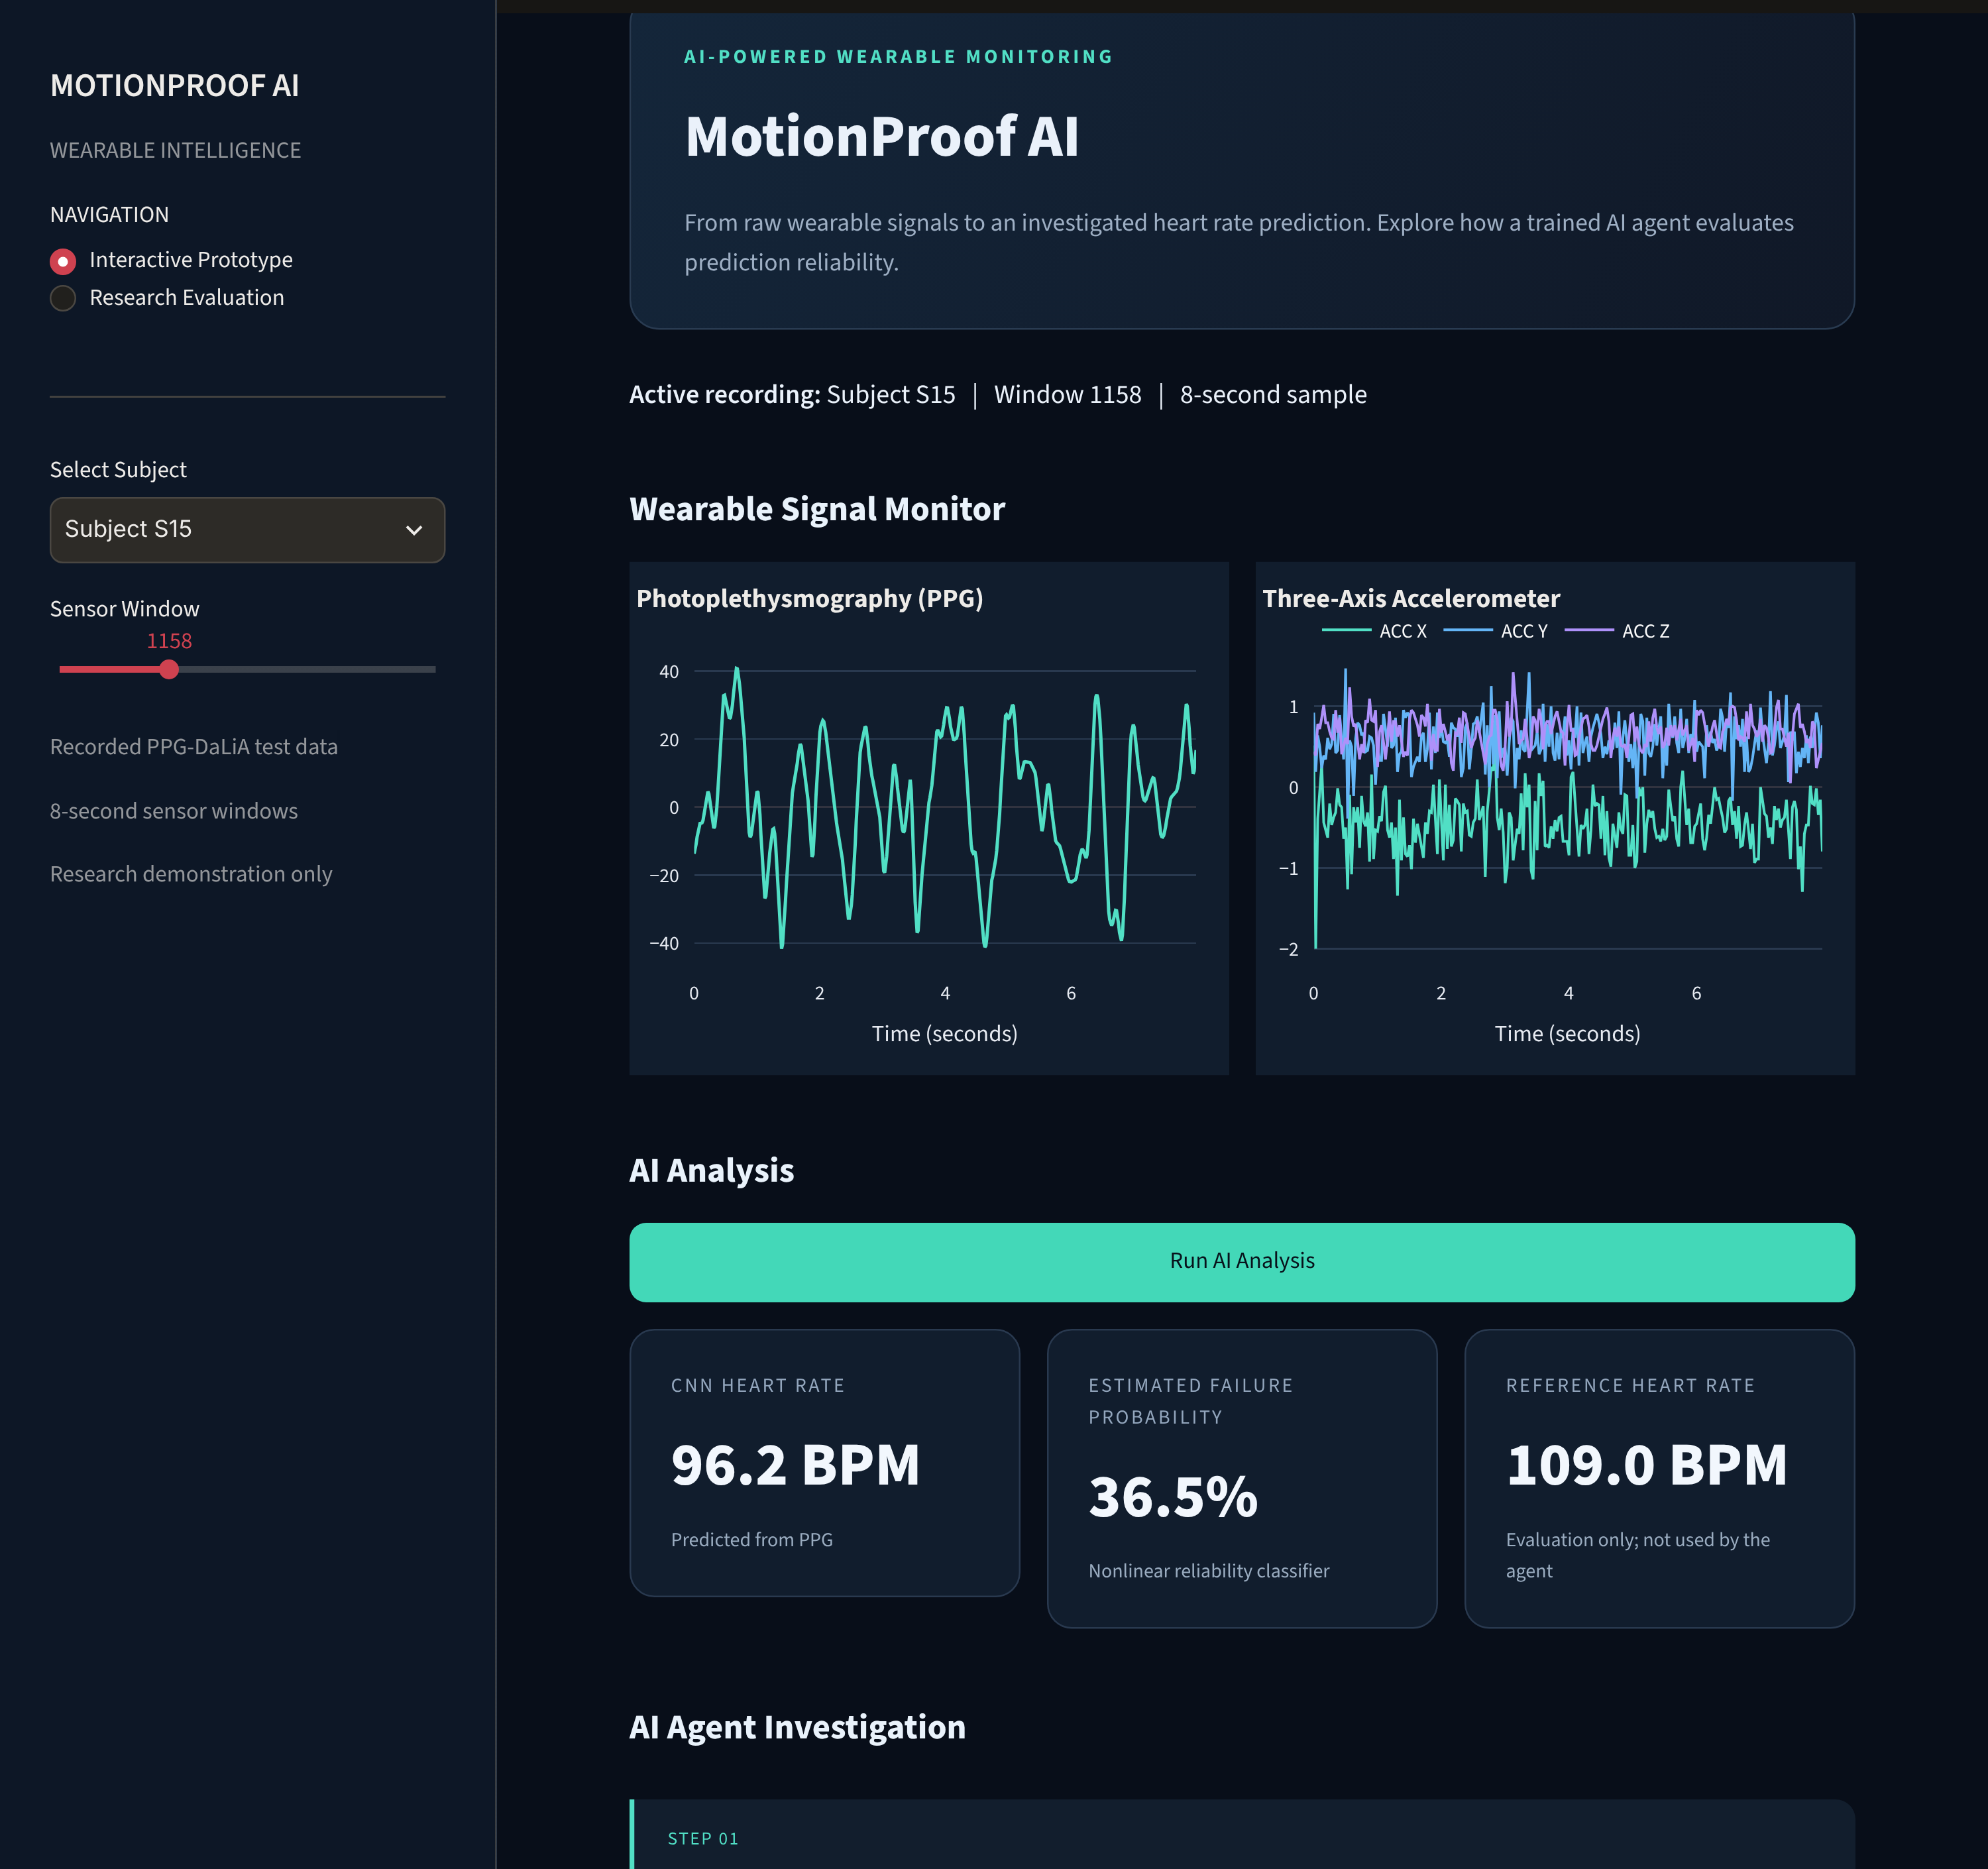 MOTIONPROOF AI
WEARABLE INTELLIGENCE
NAVIGATION
Interactive Prototype
Research Evaluation
Select Subject
Subject S15
Sensor Window
1158
Recorded PPG-DaLiA test data
8-second sensor windows
Research demonstration only
AI-POWERED WEARABLE MONITORING
MotionProof AI
From raw wearable signals to an investigated heart rate prediction. Explore how a trained AI agent evaluates
prediction reliability.
Active recording: Subject S15 | Window 1158 | 8-second sample
Wearable Signal Monitor
Photoplethysmography (PPG)
40
20
0
−20
−40
0 2 4 6
Time (seconds)
Three-Axis Accelerometer
ACC X ACC Y ACC Z
1
0
−1
−2
0 2 4 6
Time (seconds)
AI Analysis
Run AI Analysis
CNN HEART RATE
96.2 BPM
Predicted from PPG
ESTIMATED FAILURE
PROBABILITY
36.5%
Nonlinear reliability classifier
REFERENCE HEART RATE
109.0 BPM
Evaluation only; not used by the
agent
AI Agent Investigation
STEP 01